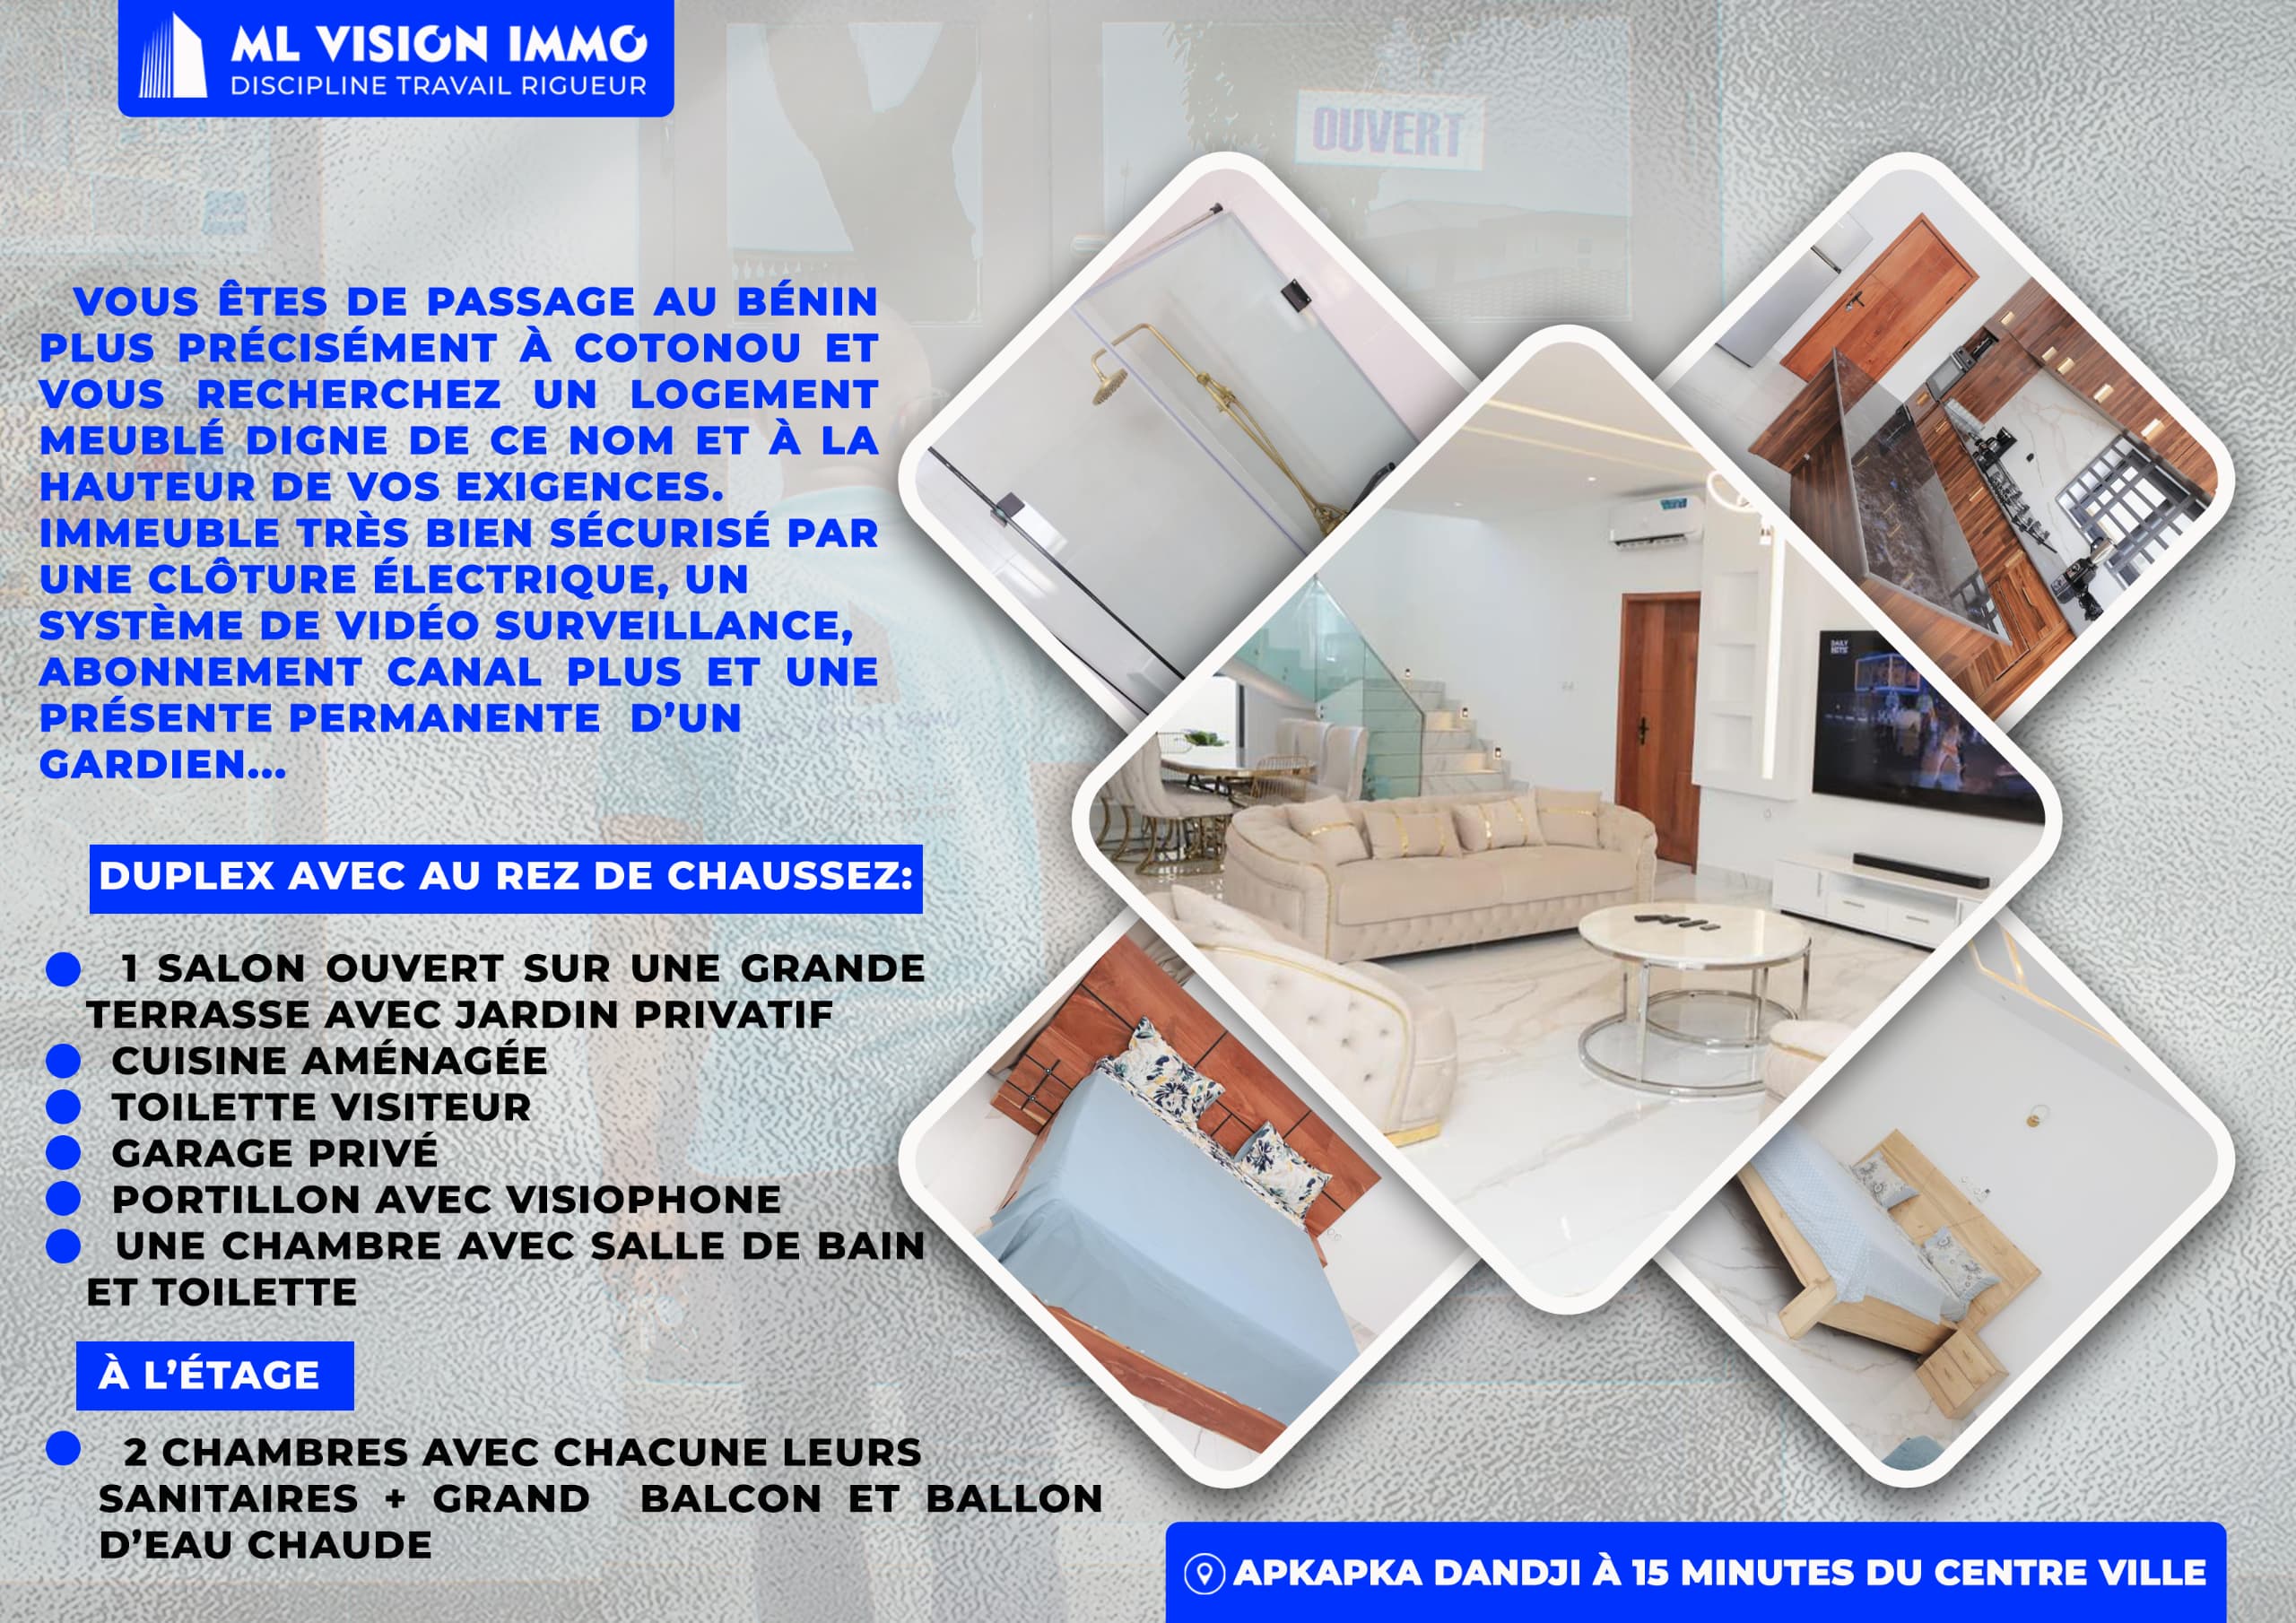 ML VISION IMMO
DISCIPLINE TRAVAIL RIGUEUR
OUVERT
VOUS ÊTES DE PASSAGE AU BÉNIN
PLUS PRÉCISÉMENT À COTONOU ET
VOUS RECHERCHEZ UN LOGEMENT
MEUBLÉ DIGNE DE CE NOM ET À LA
HAUTEUR DE VOS EXIGENCES.
IMMEUBLE TRÈS BIEN SÉCURISÉ PAR
UNE CLÔTURE ÉLECTRIQUE, UN
SYSTÈME DE VIDÉO SURVEILLANCE,
ABONNEMENT CANAL PLUS ET UNE
PRÉSENTE PERMANENTE D’UN
GARDIEN...
DUPLEX AVEC AU REZ DE CHAUSSEZ:
1 SALON OUVERT SUR UNE GRANDE
TERRASSE AVEC JARDIN PRIVATIF
CUISINE AMÉNAGÉE
TOILETTE VISITEUR
GARAGE PRIVÉ
PORTILLON AVEC VISIOPHONE
UNE CHAMBRE AVEC SALLE DE BAIN
ET TOILETTE
À L’ÉTAGE
2 CHAMBRES AVEC CHACUNE LEURS
SANITAIRES + GRAND BALCON ET BALLON
D’EAU CHAUDE
APKAPKA DANDJI À 15 MINUTES DU CENTRE VILLE